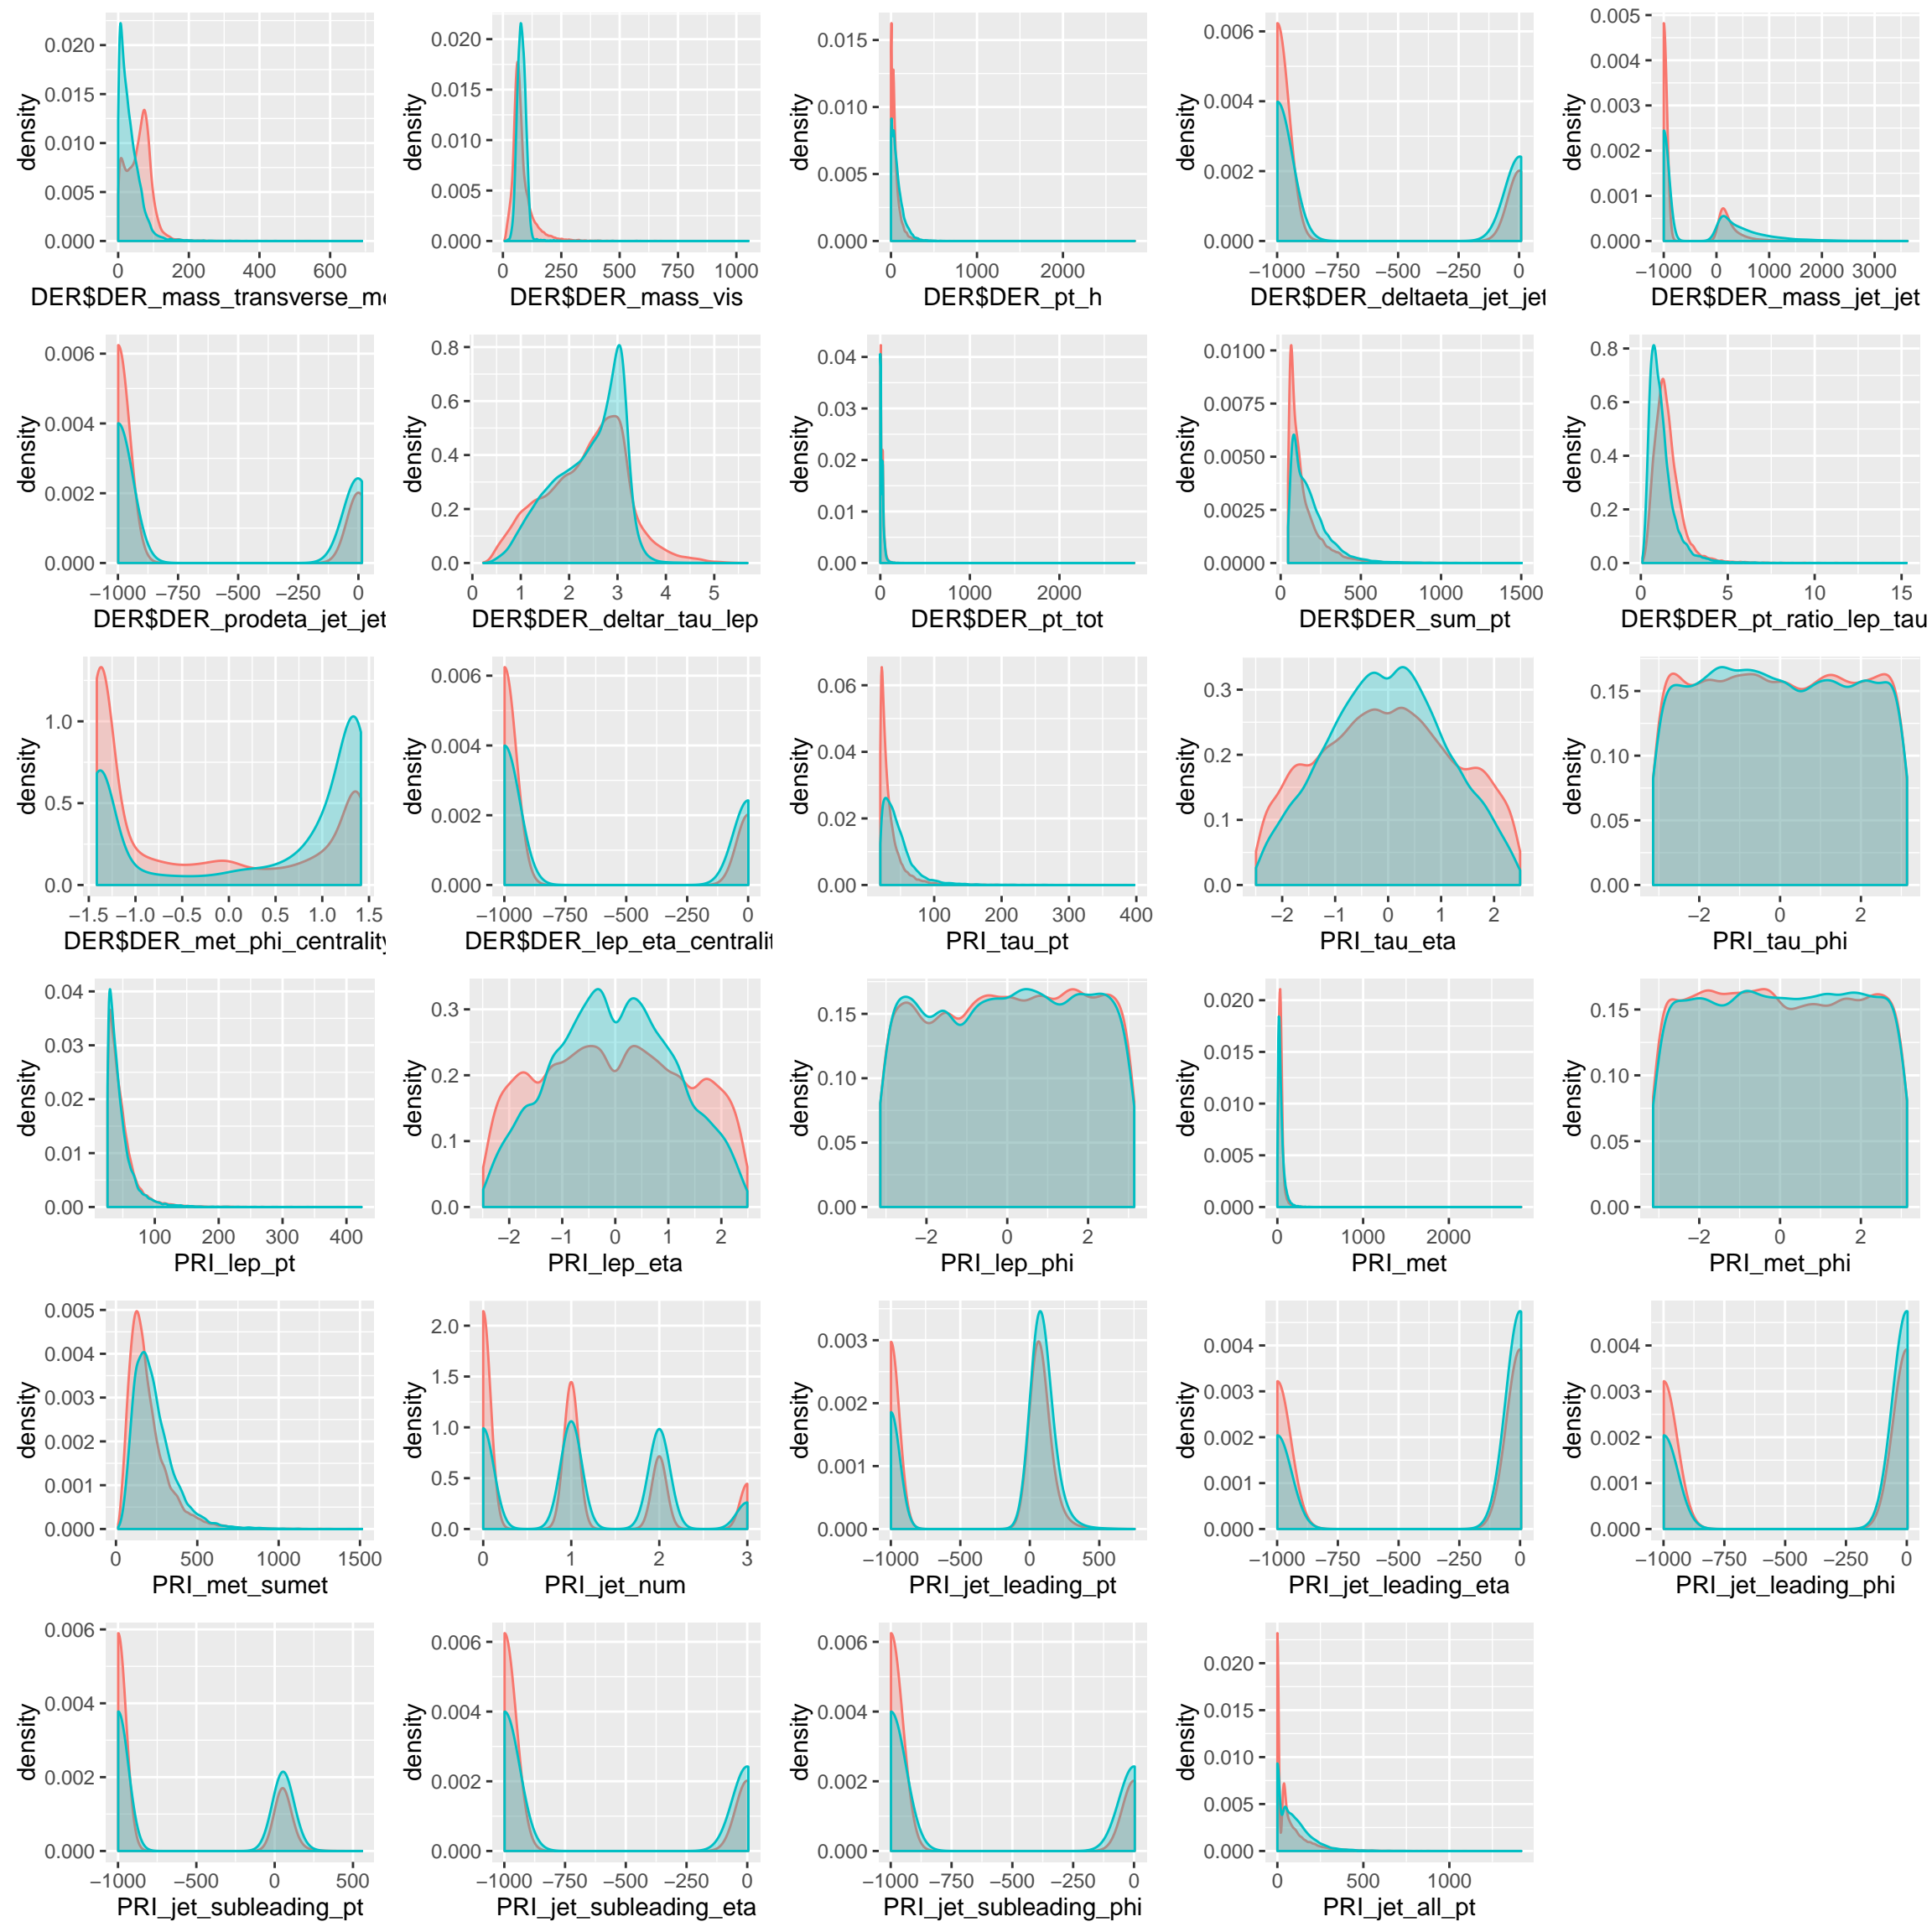 density
0.020
0.015
0.010
0.005
0.000
0 200 400 600
DER$DER_mass_transverse_me
density
0.020
0.015
0.010
0.005
0.000
0 250 500 750 1000
DER$DER_mass_vis
density
0.015
0.010
0.005
0.000
0 1000 2000
DER$DER_pt_h
density
0.006
0.004
0.002
0.000
−1000 −750 −500 −250 0
DER$DER_deltaeta_jet_jet
density
0.005
0.004
0.003
0.002
0.001
0.000
−1000 0 1000 2000 3000
DER$DER_mass_jet_jet
density
0.006
0.004
0.002
0.000
−1000 −750 −500 −250 0
DER$DER_prodeta_jet_jet
density
0.8
0.6
0.4
0.2
0.0
0 1 2 3 4 5
DER$DER_deltar_tau_lep
density
0.04
0.03
0.02
0.01
0.00
0 1000 2000
DER$DER_pt_tot
density
0.0100
0.0075
0.0050
0.0025
0.0000
0 500 1000 1500
DER$DER_sum_pt
density
0.8
0.6
0.4
0.2
0.0
0 5 10 15
DER$DER_pt_ratio_lep_tau
density
1.0
0.5
0.0
−1.5 −1.0 −0.5 0.0 0.5 1.0 1.5
DER$DER_met_phi_centrality
density
0.006
0.004
0.002
0.000
−1000 −750 −500 −250 0
DER$DER_lep_eta_centralit
density
0.06
0.04
0.02
0.00
100 200 300 400
PRI_tau_pt
density
0.3
0.2
0.1
0.0
−2 −1 0 1 2
PRI_tau_eta
density
0.15
0.10
0.05
0.00
−2 0 2
PRI_tau_phi
density
0.04
0.03
0.02
0.01
0.00
100 200 300 400
PRI_lep_pt
density
0.3
0.2
0.1
0.0
−2 −1 0 1 2
PRI_lep_eta
density
0.15
0.10
0.05
0.00
−2 0 2
PRI_lep_phi
density
0.020
0.015
0.010
0.005
0.000
0 1000 2000
PRI_met
density
0.15
0.10
0.05
0.00
−2 0 2
PRI_met_phi
density
0.005
0.004
0.003
0.002
0.001
0.000
0 500 1000 1500
PRI_met_sumet
density
2.0
1.5
1.0
0.5
0.0
0 1 2 3
PRI_jet_num
density
0.003
0.002
0.001
0.000
−1000 −500 0 500
PRI_jet_leading_pt
density
0.004
0.003
0.002
0.001
0.000
−1000 −750 −500 −250 0
PRI_jet_leading_eta
density
0.004
0.003
0.002
0.001
0.000
−1000 −750 −500 −250 0
PRI_jet_leading_phi
density
0.006
0.004
0.002
0.000
−1000 −500 0 500
PRI_jet_subleading_pt
density
0.006
0.004
0.002
0.000
−1000 −750 −500 −250 0
PRI_jet_subleading_eta
density
0.006
0.004
0.002
0.000
−1000 −750 −500 −250 0
PRI_jet_subleading_phi
density
0.020
0.015
0.010
0.005
0.000
0 500 1000
PRI_jet_all_pt